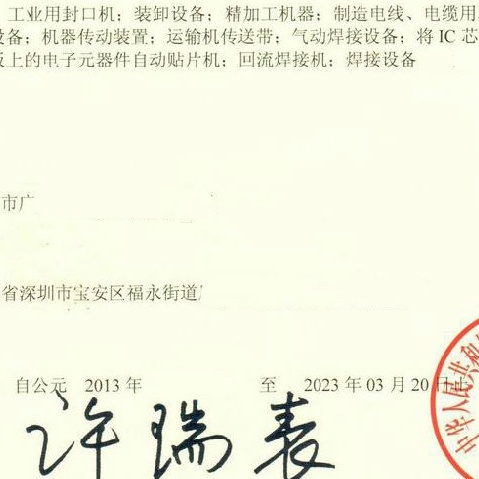 工业用封口机；装卸设备；精加工机器；制造电线、电缆用
设备；机器传动装置；运输机传送带；气动焊接设备；将 IC 芯
板上的电子元器件自动贴片机；回流焊接机；焊接设备
市广
省深圳市宝安区福永街道
自公元 2013 年 至 2023 年 03 月 20 日止
许瑞表
中华人民共和